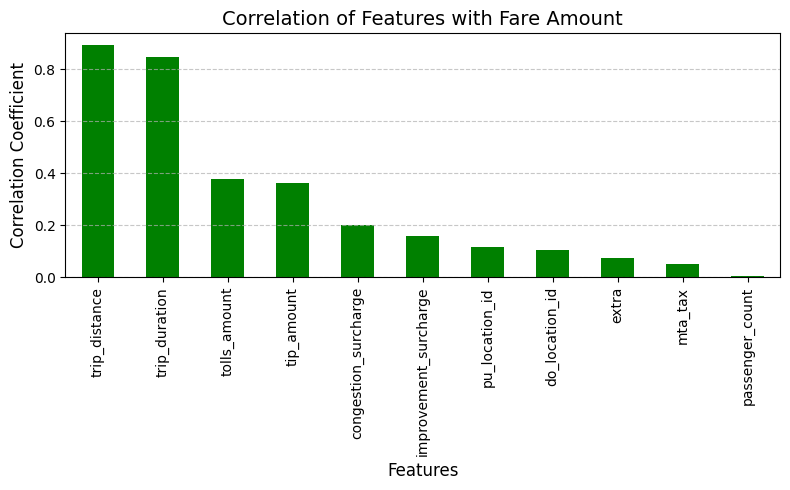 Correlation of Features with Fare Amount
Correlation Coefficient
0.8
0.6
0.4
0.2
0.0
trip_distance
trip_duration
tolls_amount
tip_amount
congestion_surcharge
improvement_surcharge
pu_location_id
do_location_id
extra
mta_tax
passenger_count
Features